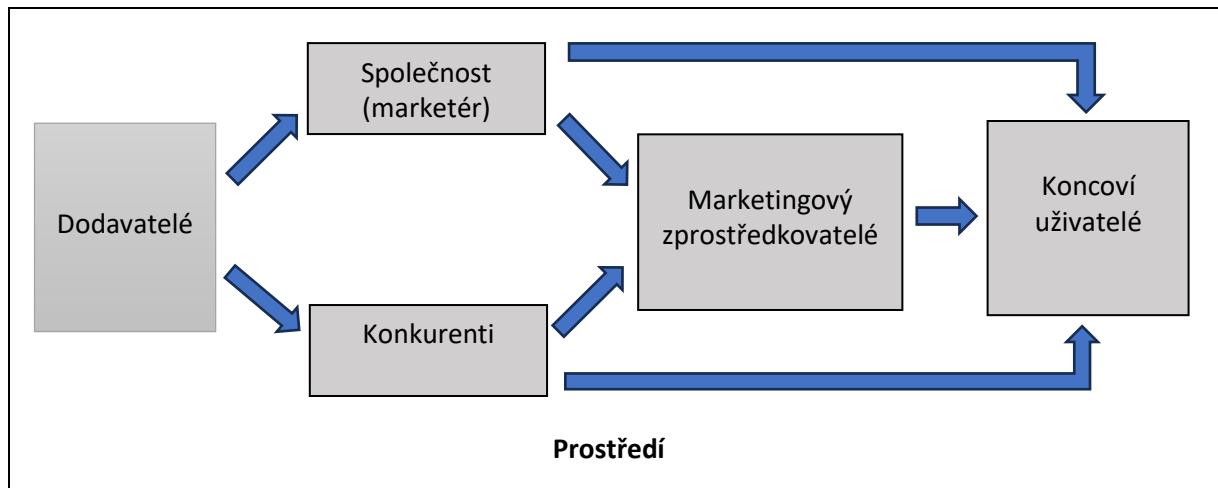 Společnost
(marketér)
Dodavatelé
Marketingový
zprostředkovatelé
Koncoví
uživatelé
Konkurenti
Prostředí